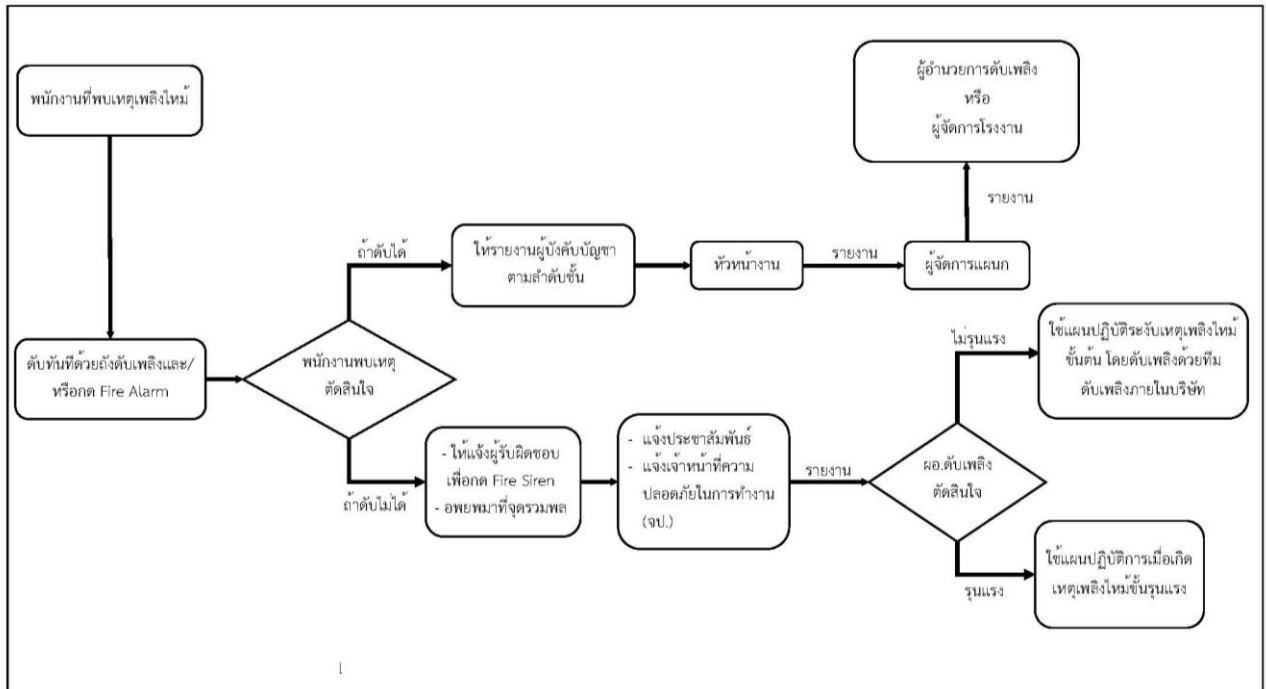 พนักงานที่พบเหตุเพลิงไหม้
ดับทันทีด้วยถังดับเพลิงและ/
หรือกด Fire Alarm
พนักงานพบเหตุ
ตัดสินใจ
ถ้าดับได้
ให้รายงานผู้บังคับบัญชา
ตามลำดับชั้น
หัวหน้างาน
รายงาน
ผู้จัดการแผนก
รายงาน
ผู้อำนวยการดับเพลิง
หรือ
ผู้จัดการโรงงาน
ถ้าดับไม่ได้
- ให้แจ้งผู้รับผิดชอบ
เพื่อกด Fire Siren
- อพยพมาที่จุดรวมพล
- แจ้งประชาสัมพันธ์
- แจ้งเจ้าหน้าที่ความ
ปลอดภัยในการทำงาน
(จป.)
รายงาน
ผอ.ดับเพลิง
ตัดสินใจ
ไม่รุนแรง
ใช้แผนปฏิบัติระงับเหตุเพลิงไหม้
ขั้นต้น โดยดับเพลิงด้วยทีม
ดับเพลิงภายในบริษัท
รุนแรง
ใช้แผนปฏิบัติการเมื่อเกิด
เหตุเพลิงไหม้ขั้นรุนแรง